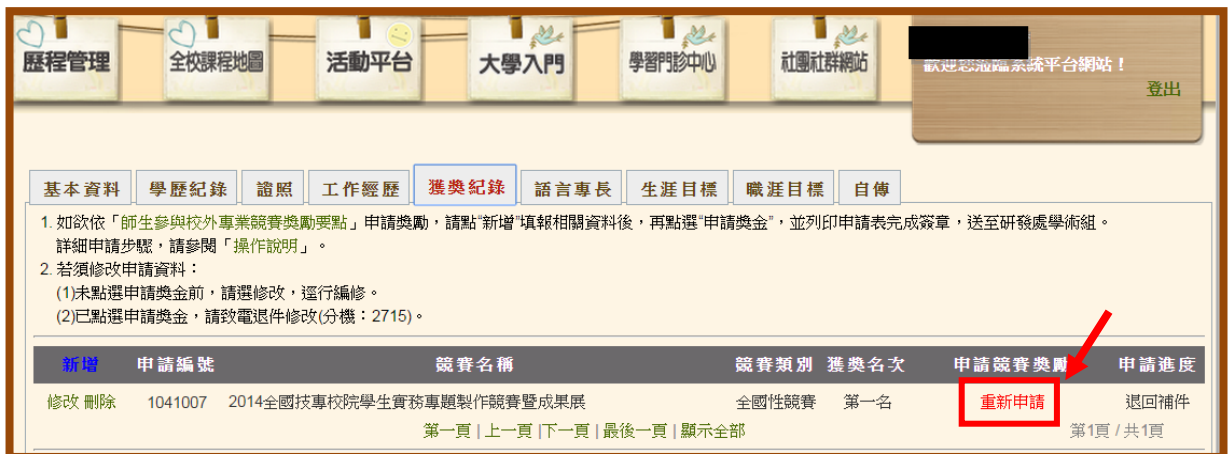 歷程管理 全校課程地圖 活動平台 大學入門 學習門診中心 社團社群網站
歡迎您蒞臨系統平台網站！
登出
基本資料 學歷紀錄 證照 工作經歷 獲獎紀錄 語言專長 生涯目標 職涯目標 自傳
1. 如欲依「師生參與校外專業競賽獎勵要點」申請獎勵，請點"新增"填報相關資料後，再點選"申請獎金"，並列印申請表完成簽章，送至研發處學術組。
詳細申請步驟，請參閱「操作說明」。
2. 若須修改申請資料：
(1)未點選申請獎金前，請選修改，逕行編修。
(2)已點選申請獎金，請致電退件修改(分機：2715)。
新增 申請編號 競賽名稱 競賽類別 獲獎名次 申請競賽獎勵 申請進度
修改 刪除 1041007 2014全國技專校院學生實務專題製作競賽暨成果展 全國性競賽 第一名 重新申請 退回補件
第一頁 | 上一頁 |下一頁 | 最後一頁 | 顯示全部 第1頁 / 共1頁